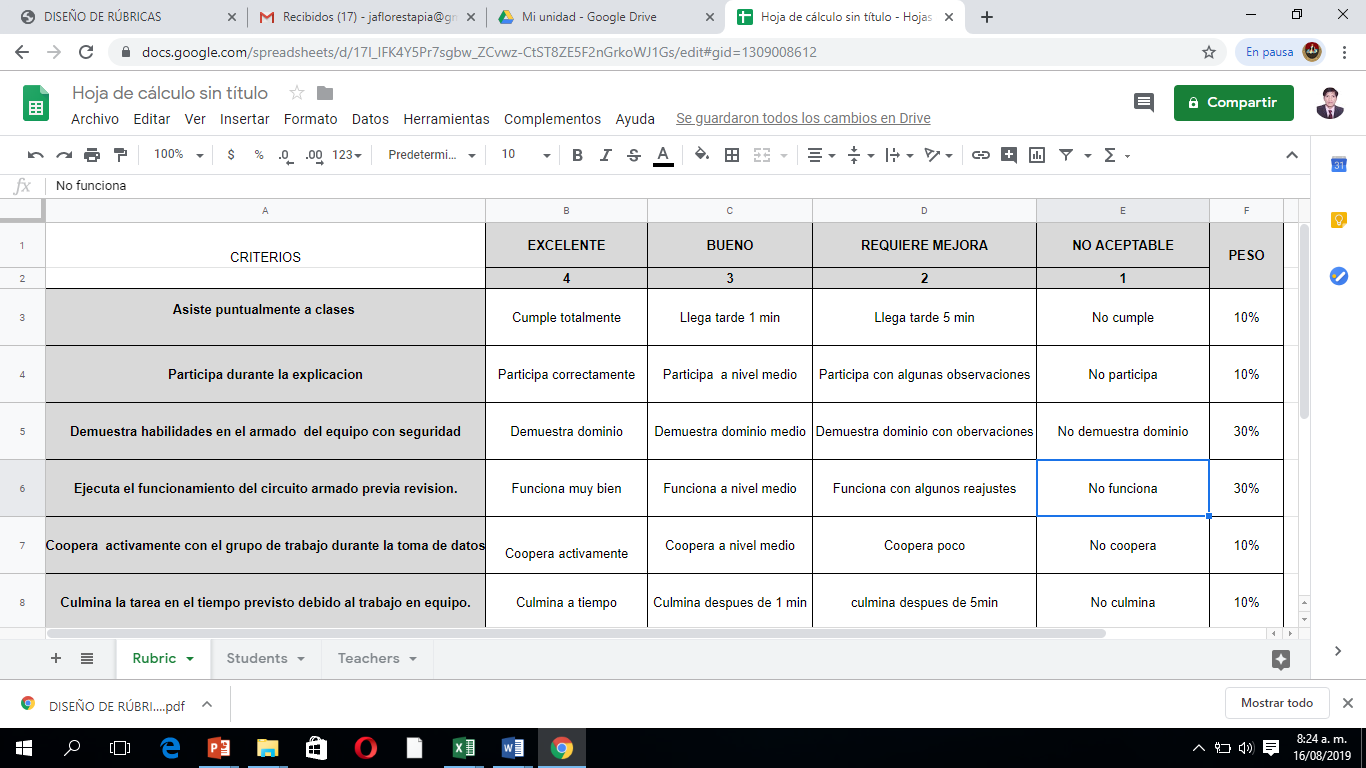 DISEÑO DE RÚBRICAS
Recibidos (17) - jaflorestapia@gm
Mi unidad - Google Drive
Hoja de cálculo sin título - Hojas
docs.google.com/spreadsheets/d/17I_IFK4Y5Pr7sgbw_ZCvwz-CtST8ZE5F2nGrkoWJ1Gs/edit#gid=1309008612
En pausa
Hoja de cálculo sin título
Compartir
Archivo Editar Ver Insertar Formato Datos Herramientas Complementos Ayuda Se guardaron todos los cambios en Drive
100% $ % .0 .00 123 Predetermi... 10 B I S A Σ
31
fx No funciona
A B C D E F
1 CRITERIOS EXCELENTE BUENO REQUIERE MEJORA NO ACEPTABLE PESO
2 4 3 2 1
3 Asiste puntualmente a clases Cumple totalmente Llega tarde 1 min Llega tarde 5 min No cumple 10%
4 Participa durante la explicacion Participa correctamente Participa a nivel medio Participa con algunas observaciones No participa 10%
5 Demuestra habilidades en el armado del equipo con seguridad Demuestra dominio Demuestra dominio medio Demuestra dominio con obervaciones No demuestra dominio 30%
6 Ejecuta el funcionamiento del circuito armado previa revision. Funciona muy bien Funciona a nivel medio Funciona con algunos reajustes No funciona 30%
7 Coopera activamente con el grupo de trabajo durante la toma de datos Coopera activamente Coopera a nivel medio Coopera poco No coopera 10%
8 Culmina la tarea en el tiempo previsto debido al trabajo en equipo. Culmina a tiempo Culmina despues de 1 min culmina despues de 5min No culmina 10%
Rubric Students Teachers
DISEÑO DE RÚBRI....pdf
Mostrar todo
8:24 a. m.
16/08/2019